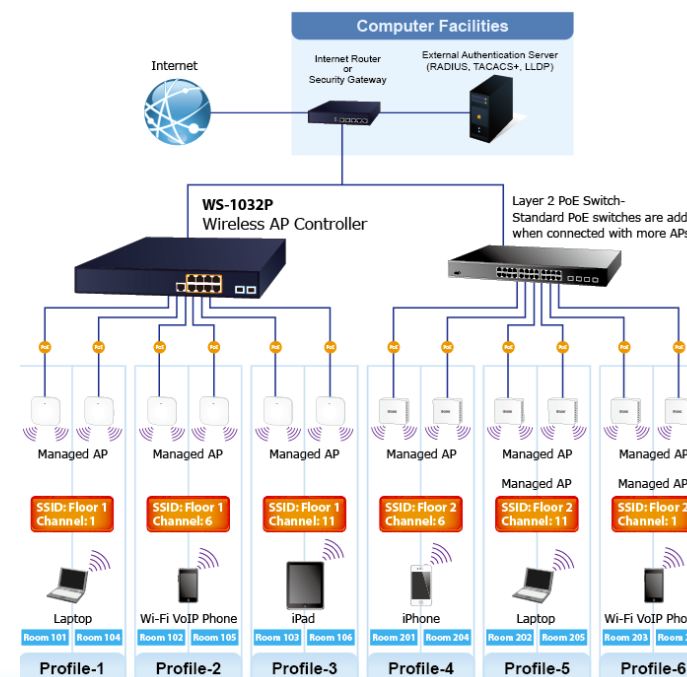 Computer Facilities
Internet
Internet Router
or
Security Gateway
External Authentication Server
(RADIUS, TACACS+, LLDP)
WS-1032P
Wireless AP Controller
Layer 2 PoE Switch-
Standard PoE switches are add
when connected with more APs
PoE PoE PoE PoE PoE PoE PoE PoE PoE PoE PoE PoE
Managed AP Managed AP Managed AP Managed AP Managed AP Managed AP
Managed AP Managed AP
SSID: Floor 1 SSID: Floor 1 SSID: Floor 1 SSID: Floor 2 SSID: Floor 2 SSID: Floor 2
Channel: 1 Channel: 6 Channel: 11 Channel: 6 Channel: 11 Channel: 1
Laptop Wi-Fi VoIP Phone iPad iPhone Laptop Wi-Fi VoIP Pho
Room 101 Room 104 Room 102 Room 105 Room 103 Room 106 Room 201 Room 204 Room 202 Room 205 Room 203 Room
Profile-1 Profile-2 Profile-3 Profile-4 Profile-5 Profile-6